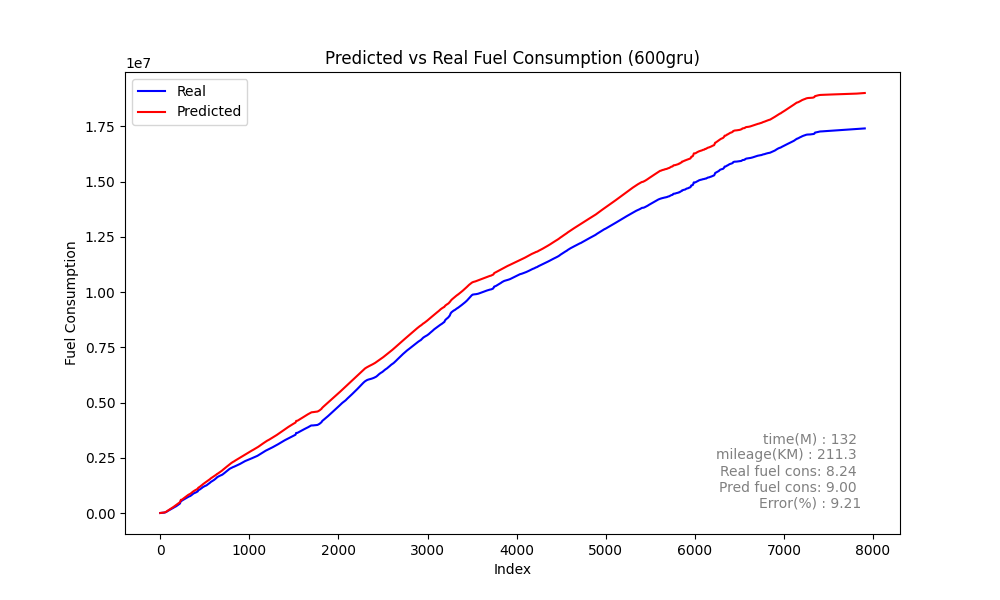 Predicted vs Real Fuel Consumption (600gru)
1e7
Real
Predicted
1.75
1.50
1.25
1.00
0.75
0.50
0.25
0.00
Fuel Consumption
time(M) : 132
mileage(KM) : 211.3
Real fuel cons: 8.24
Pred fuel cons: 9.00
Error(%) : 9.21
0 1000 2000 3000 4000 5000 6000 7000 8000
Index